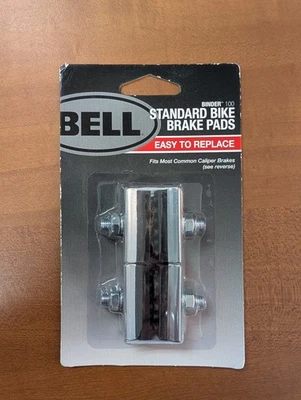 BELL
BINDER™ 100
STANDARD BIKE
BRAKE PADS
EASY TO REPLACE
Fits Most Common Caliper Brakes
(see reverse)